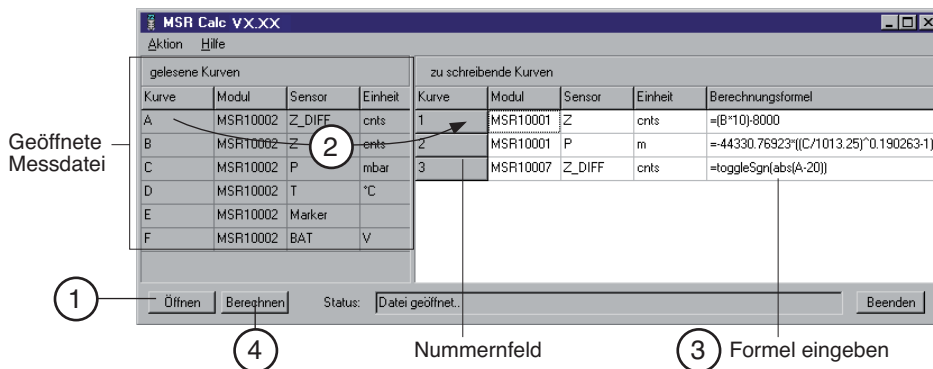 MSR Calc VX.XX
Aktion Hilfe
gelesene Kurven
Kurve Modul Sensor Einheit
A MSR10002 Z_DIFF cnts
B MSR10002 Z cnts
C MSR10002 P mbar
D MSR10002 T °C
E MSR10002 Marker
F MSR10002 BAT V
zu schreibende Kurven
Kurve Modul Sensor Einheit Berechnungsformel
1 MSR10001 Z cnts =(B*10)-8000
2 MSR10001 P m =-44330.76923*((C/1013.25)^0.190263-1)
3 MSR10007 Z_DIFF cnts =toggleSgn(abs(A-20))
Geöffnete
Messdatei
2
1
Öffnen Berechnen Status: Datei geöffnet.. Beenden
4
Nummernfeld
3 Formel eingeben